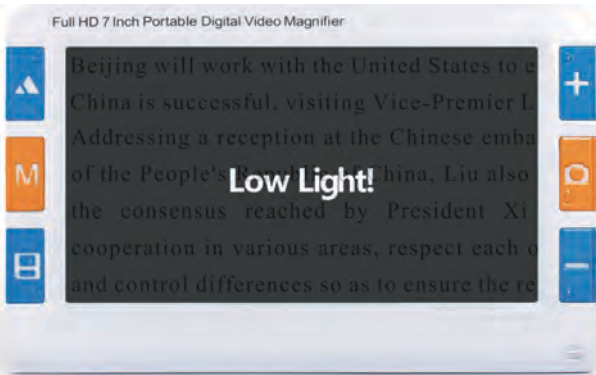 Full HD 7 Inch Portable Digital Video Magnifier
Beijing will work with the United States to e
China is successful, visiting Vice-Premier L
Addressing a reception at the Chinese emba
of the People's China, Liu also
Low Light!
the consensus reached by President Xi
cooperation in various areas, respect each o
and control differences so as to ensure the re
M